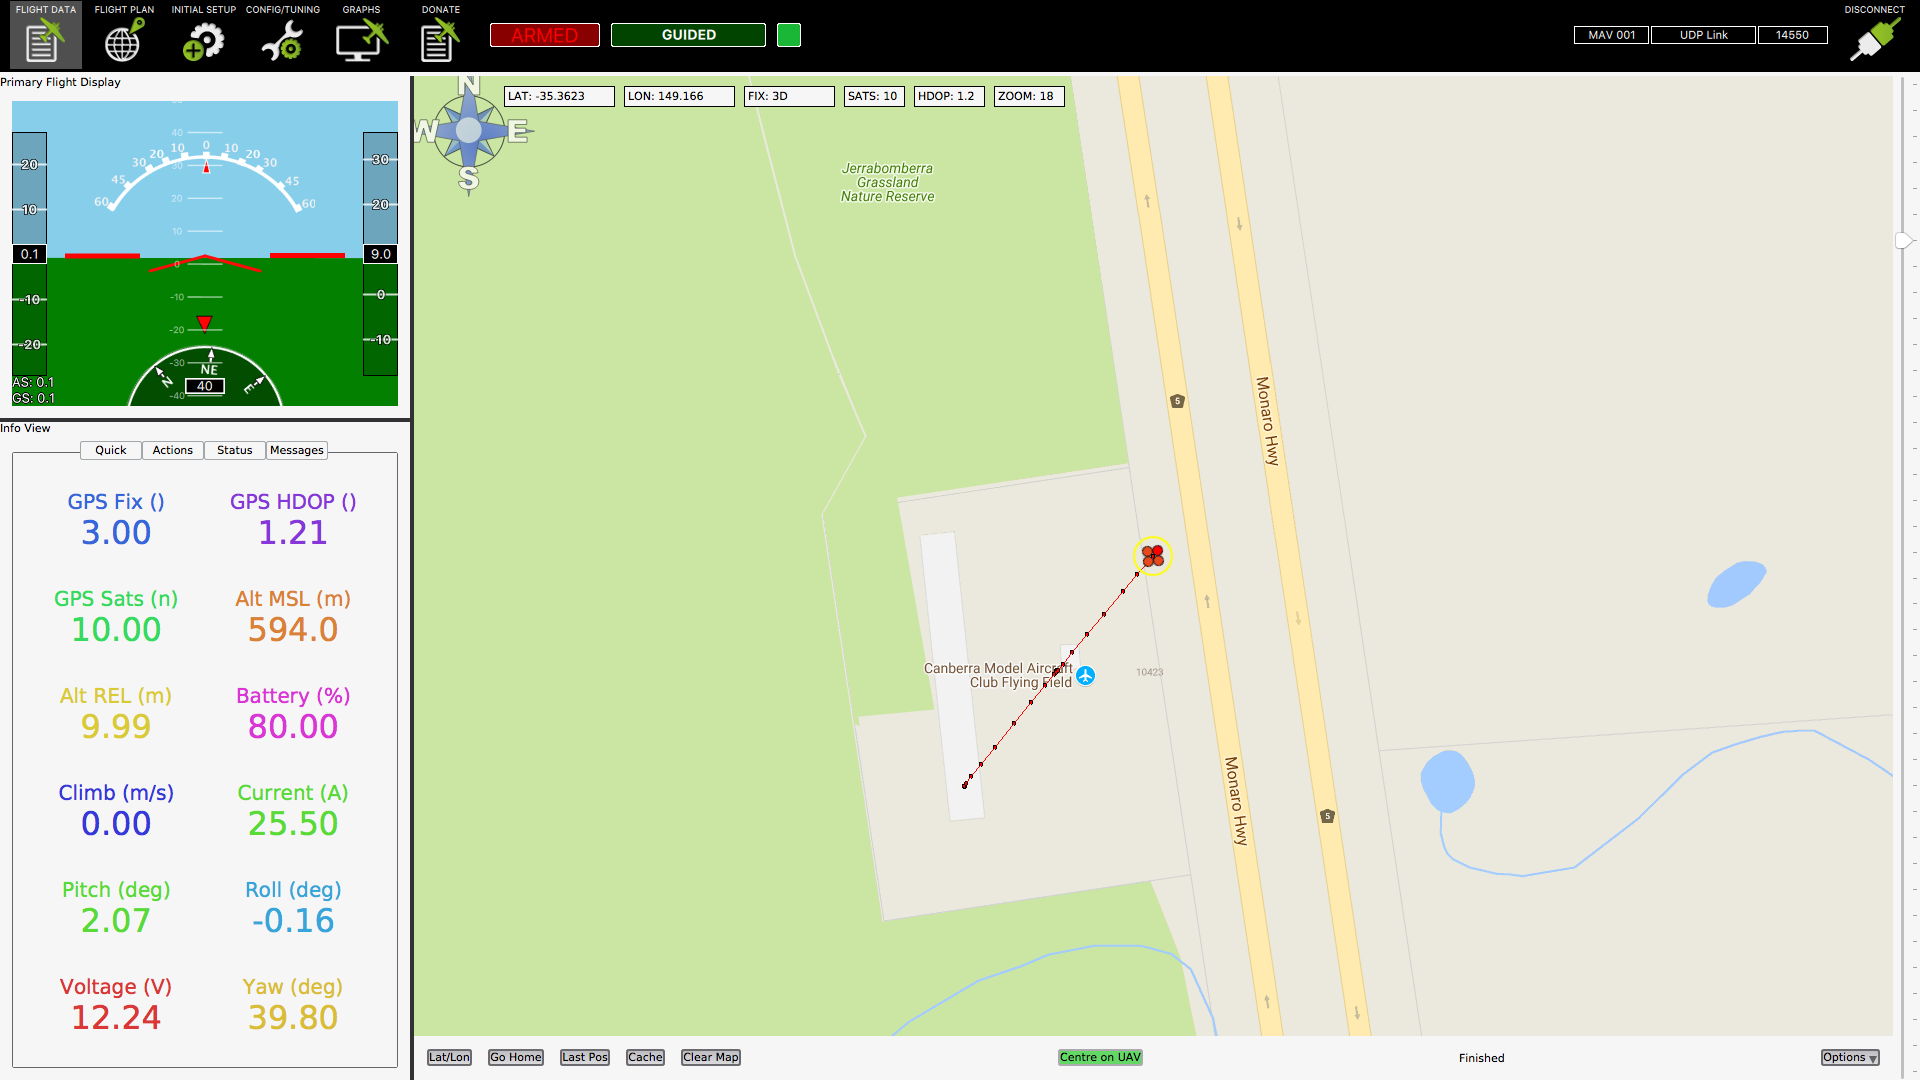 FLIGHT DATA
FLIGHT PLAN
INITIAL SETUP
CONFIG/TUNING
GRAPHS
DONATE
ARMED
GUIDED
MAV 001
UDP Link
14550
DISCONNECT
Primary Flight Display
20
10
0.1
-10
-20
AS: 0.1
GS: 0.1
40
60
45
30
20
10
0
10
20
30
45
60
30
20
10
0
-10
-20
-30
-40
30
20
9.0
0
-10
N
NE
E
40
Info View
Quick
Actions
Status
Messages
GPS Fix ()
3.00
GPS HDOP ()
1.21
GPS Sats (n)
10.00
Alt MSL (m)
594.0
Alt REL (m)
9.99
Battery (%)
80.00
Climb (m/s)
0.00
Current (A)
25.50
Pitch (deg)
2.07
Roll (deg)
-0.16
Voltage (V)
12.24
Yaw (deg)
39.80
N
W
E
S
LAT: -35.3623
LON: 149.166
FIX: 3D
SATS: 10
HDOP: 1.2
ZOOM: 18
Jerrabomberra
Grassland
Nature Reserve
5
Monaro Hwy
Canberra Model Aircraft
Club Flying Field
10423
Monaro Hwy
5
Lat/Lon
Go Home
Last Pos
Cache
Clear Map
Centre on UAV
Finished
Options